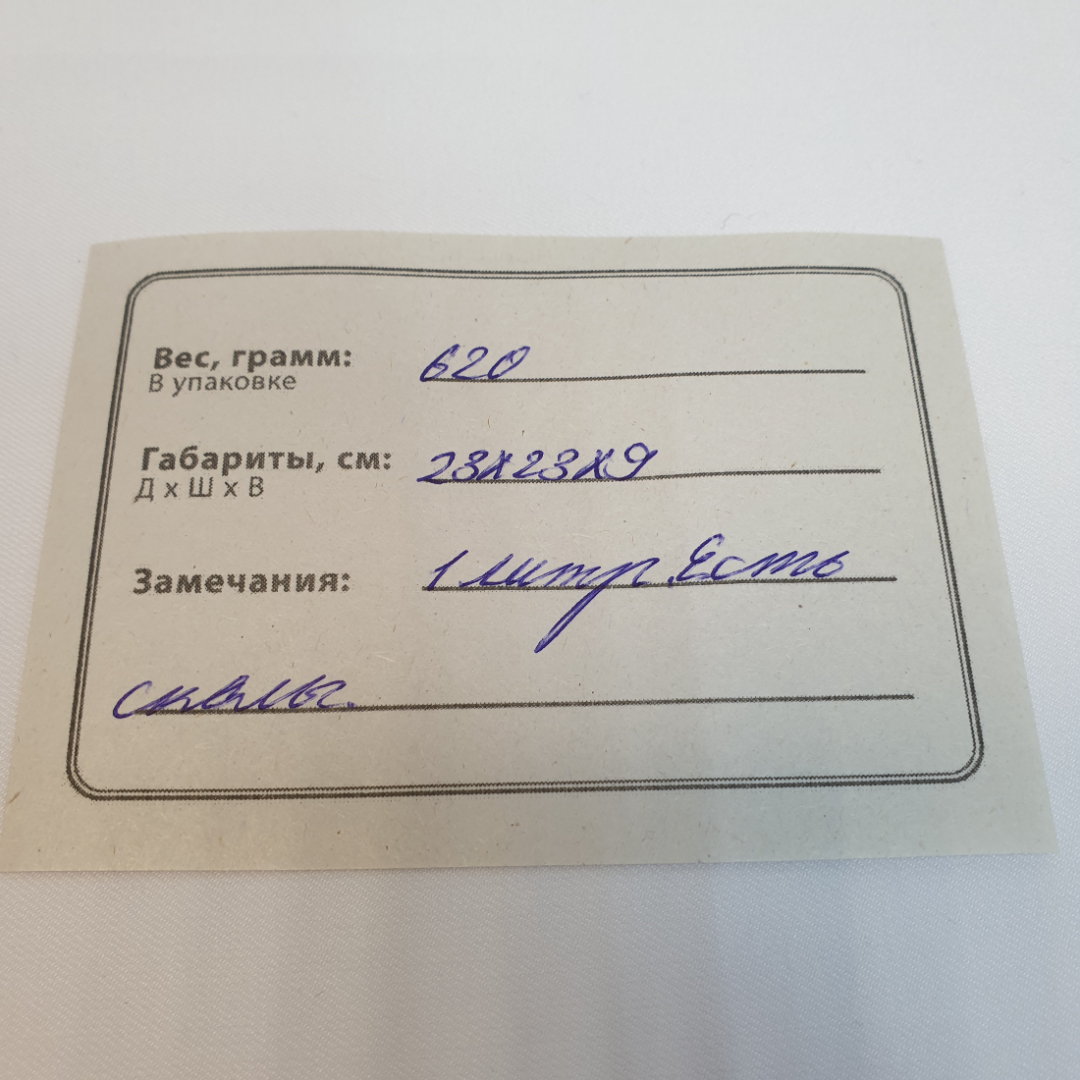 Вес, грамм: 620
В упаковке
Габариты, см: 23х23х9
Д х Ш х В
Замечания: 1 литр. Есть
сколы.